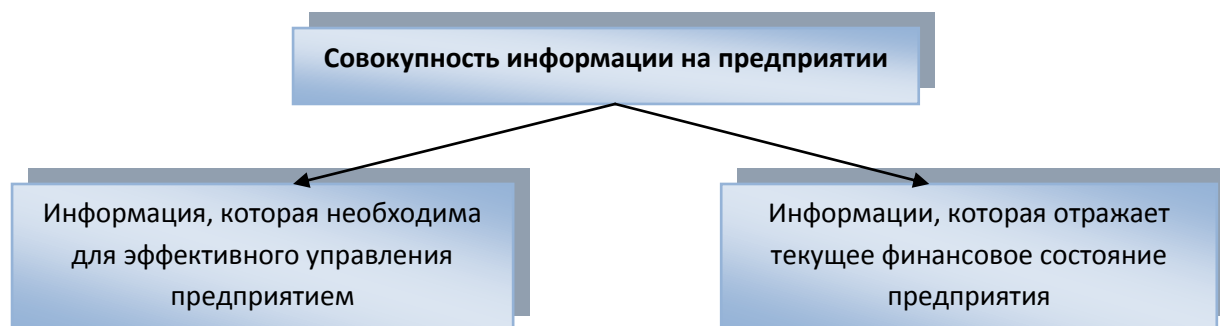 Совокупность информации на предприятии
Информация, которая необходима
для эффективного управления
предприятием
Информации, которая отражает
текущее финансовое состояние
предприятия